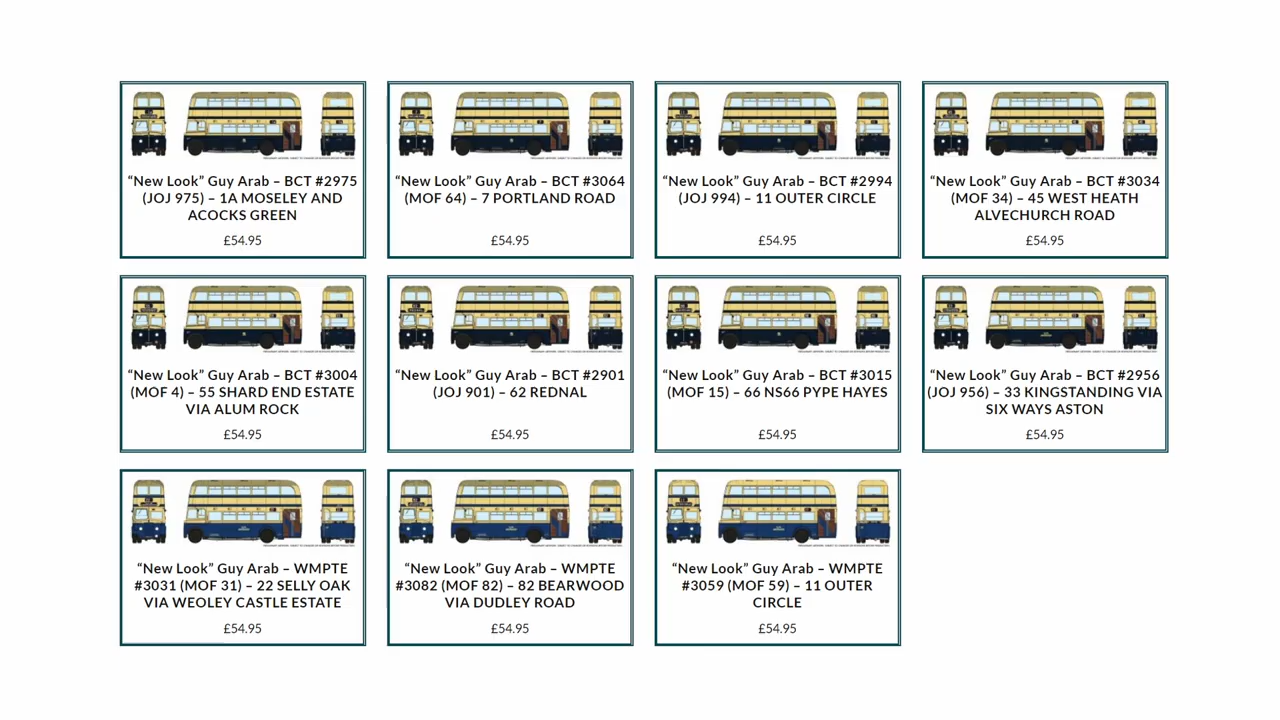 “New Look” Guy Arab – BCT #2975
(JOJ 975) – 1A MOSELEY AND
ACOCKS GREEN
£54.95
“New Look” Guy Arab – BCT #3064
(MOF 64) – 7 PORTLAND ROAD
£54.95
“New Look” Guy Arab – BCT #2994
(JOJ 994) – 11 OUTER CIRCLE
£54.95
“New Look” Guy Arab – BCT #3034
(MOF 34) – 45 WEST HEATH
ALVECHURCH ROAD
£54.95
“New Look” Guy Arab – BCT #3004
(MOF 4) – 55 SHARD END ESTATE
VIA ALUM ROCK
£54.95
“New Look” Guy Arab – BCT #2901
(JOJ 901) – 62 REDNAL
£54.95
“New Look” Guy Arab – BCT #3015
(MOF 15) – 66 NS66 PYPE HAYES
£54.95
“New Look” Guy Arab – BCT #2956
(JOJ 956) – 33 KINGSTANDING VIA
SIX WAYS ASTON
£54.95
“New Look” Guy Arab – WMPTE
#3031 (MOF 31) – 22 SELLY OAK
VIA WEOLEY CASTLE ESTATE
£54.95
“New Look” Guy Arab – WMPTE
#3082 (MOF 82) – 82 BEARWOOD
VIA DUDLEY ROAD
£54.95
“New Look” Guy Arab – WMPTE
#3059 (MOF 59) – 11 OUTER
CIRCLE
£54.95